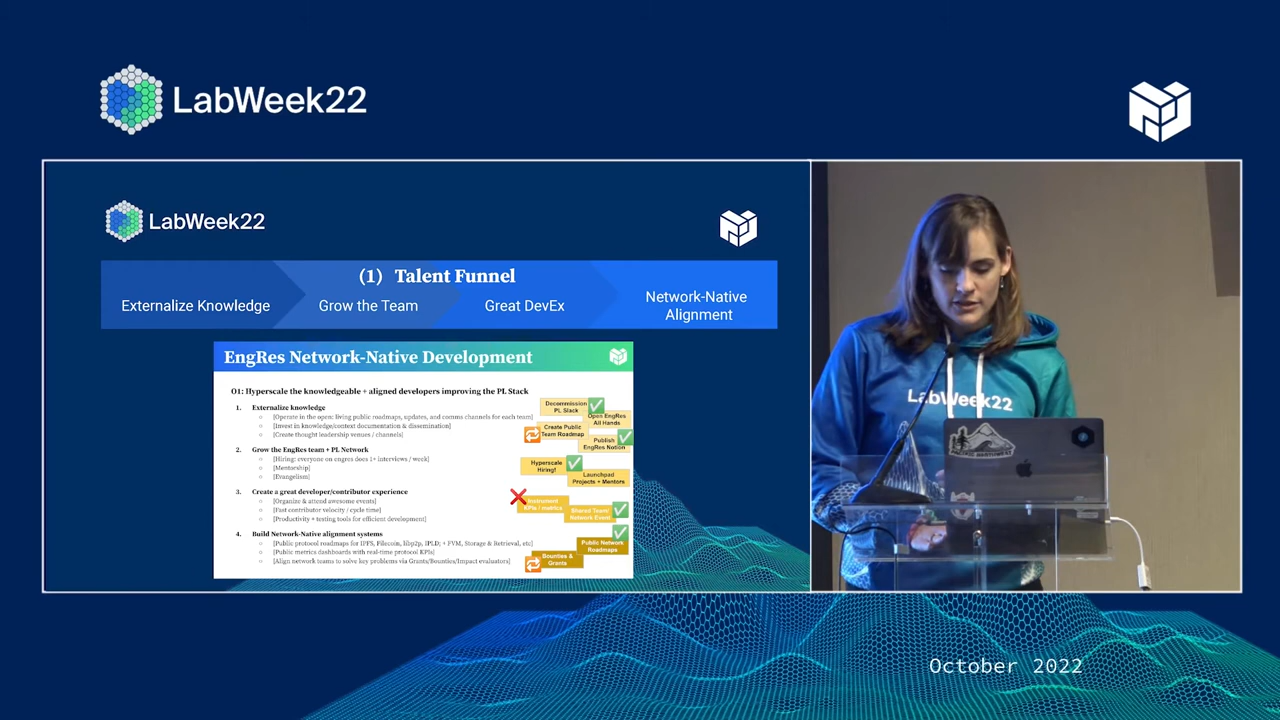 LabWeek22
LabWeek22
(1) Talent Funnel
Externalize Knowledge
Grow the Team
Great DevEx
Network-Native
Alignment
EngRes Network-Native Development
O1: Hyperscale the knowledgeable + aligned developers improving the PL Stack
1. Externalize knowledge
○ [Operate in the open: living public roadmaps, updates, and comms channels for each team]
○ [Invest in knowledge/context documentation & dissemination]
○ [Create thought leadership venues / channels]
2. Grow the EngRes team + PL Network
○ [Hiring: everyone on engres does 1+ interviews / week]
○ [Mentorship]
○ [Evangelism]
3. Create a great developer/contributor experience
○ [Organize & attend awesome events]
○ [Fast contributor velocity / cycle time]
○ [Productivity + testing tools for efficient development]
4. Build Network-Native alignment systems
○ [Public protocol roadmaps for IPFS, Filecoin, libp2p, IPLD; + FVM, Storage & Retrieval, etc]
○ [Public metrics dashboards with real-time protocol KPIs]
○ [Align network teams to solve key problems via Grants/Bounties/Impact evaluators]
Decommission
PL Slack
Open EngRes
All Hands
Create Public
Team Roadmap
Publish
EngRes Notion
Hyperscale
Hiring!
Launchpad
Projects + Mentors
Instrument
KPIs / metrics
Shared Team/
Network Event
Public Network
Roadmaps
Bounties &
Grants
LabWeek22
October 2022